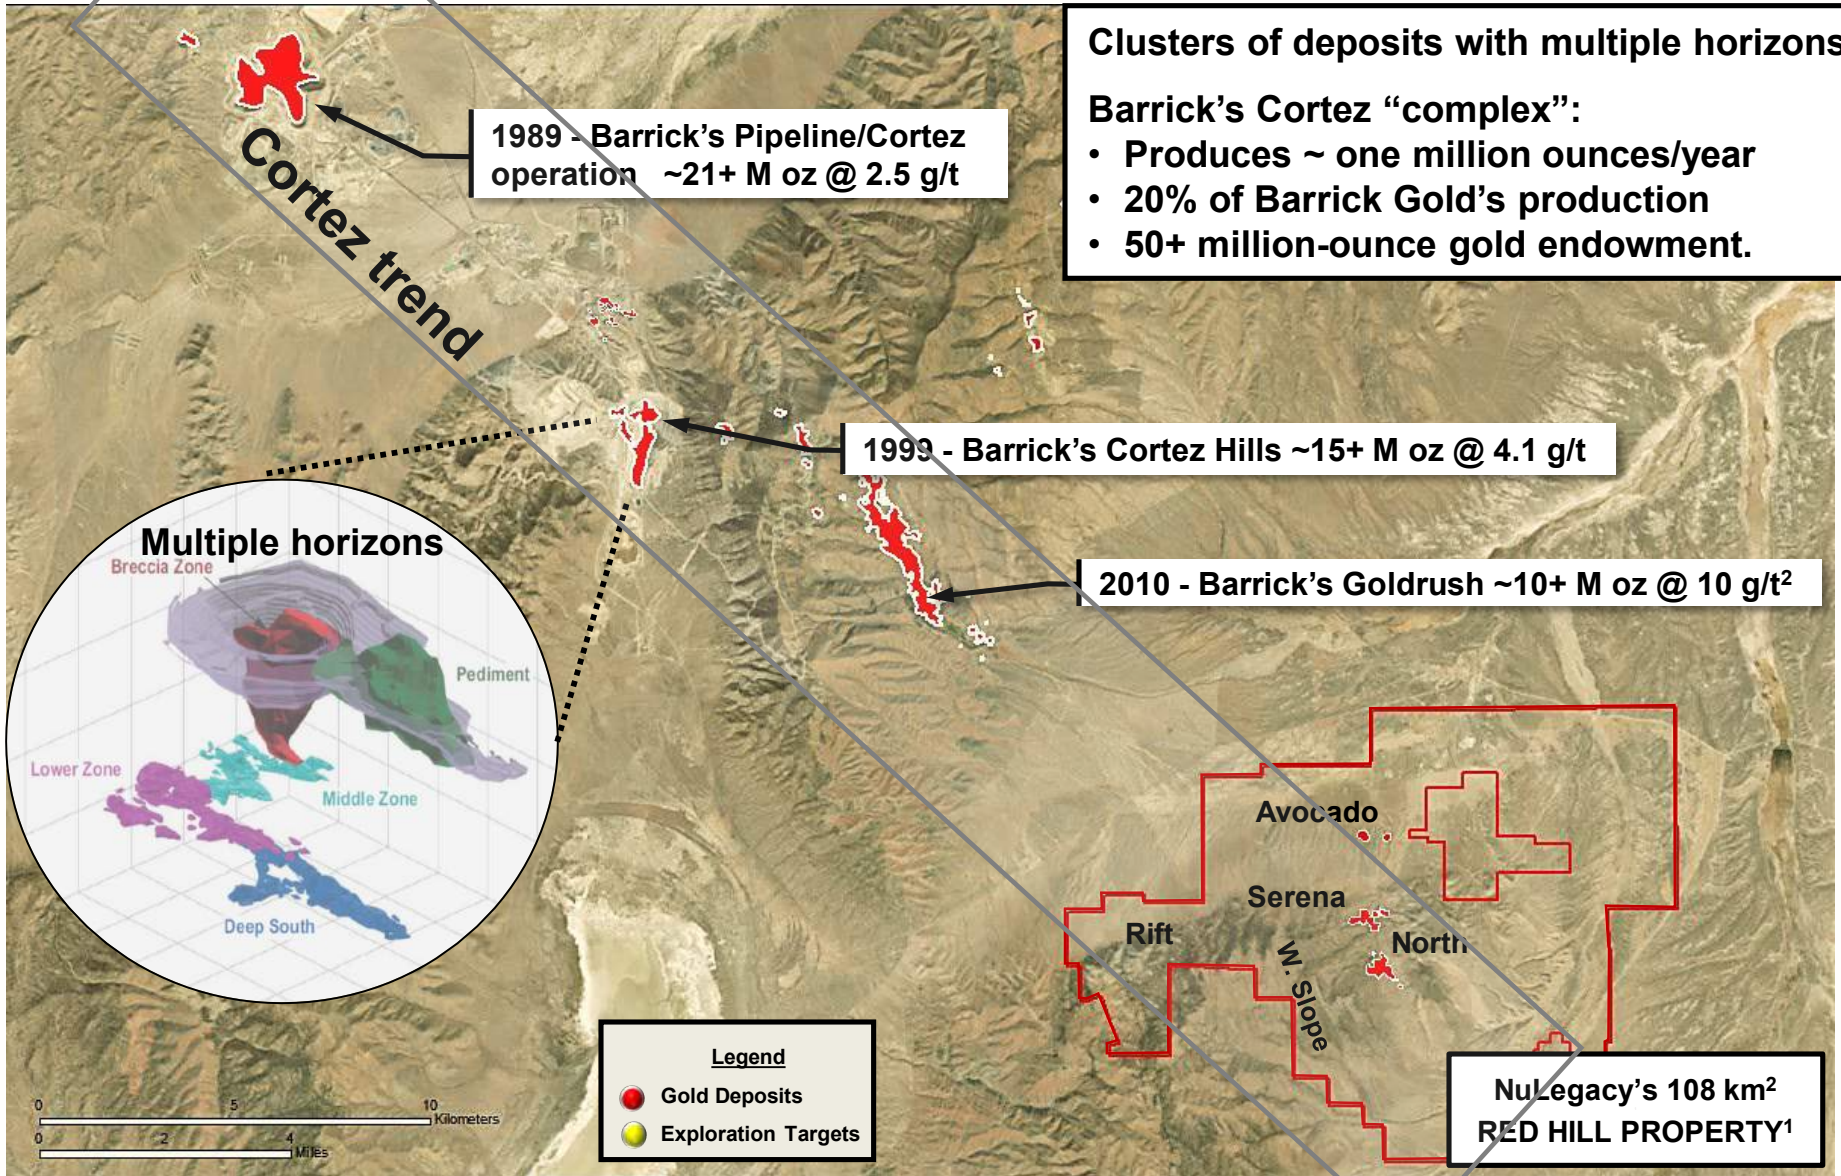 Clusters of deposits with multiple horizons
Barrick’s Cortez “complex”:
• Produces ~ one million ounces/year
• 20% of Barrick Gold’s production
• 50+ million-ounce gold endowment.
1989 - Barrick’s Pipeline/Cortez
operation ~21+ M oz @ 2.5 g/t
Cortez trend
1999 - Barrick’s Cortez Hills ~15+ M oz @ 4.1 g/t
2010 - Barrick’s Goldrush ~10+ M oz @ 10 g/t²
Multiple horizons
Breccia Zone
Pediment
Lower Zone
Middle Zone
Deep South
Avocado
Serena
Rift
North
W. Slope
Legend
Gold Deposits
Exploration Targets
0 5 10
Kilometers
0 2 4
Miles
NuLegacy’s 108 km²
RED HILL PROPERTY¹